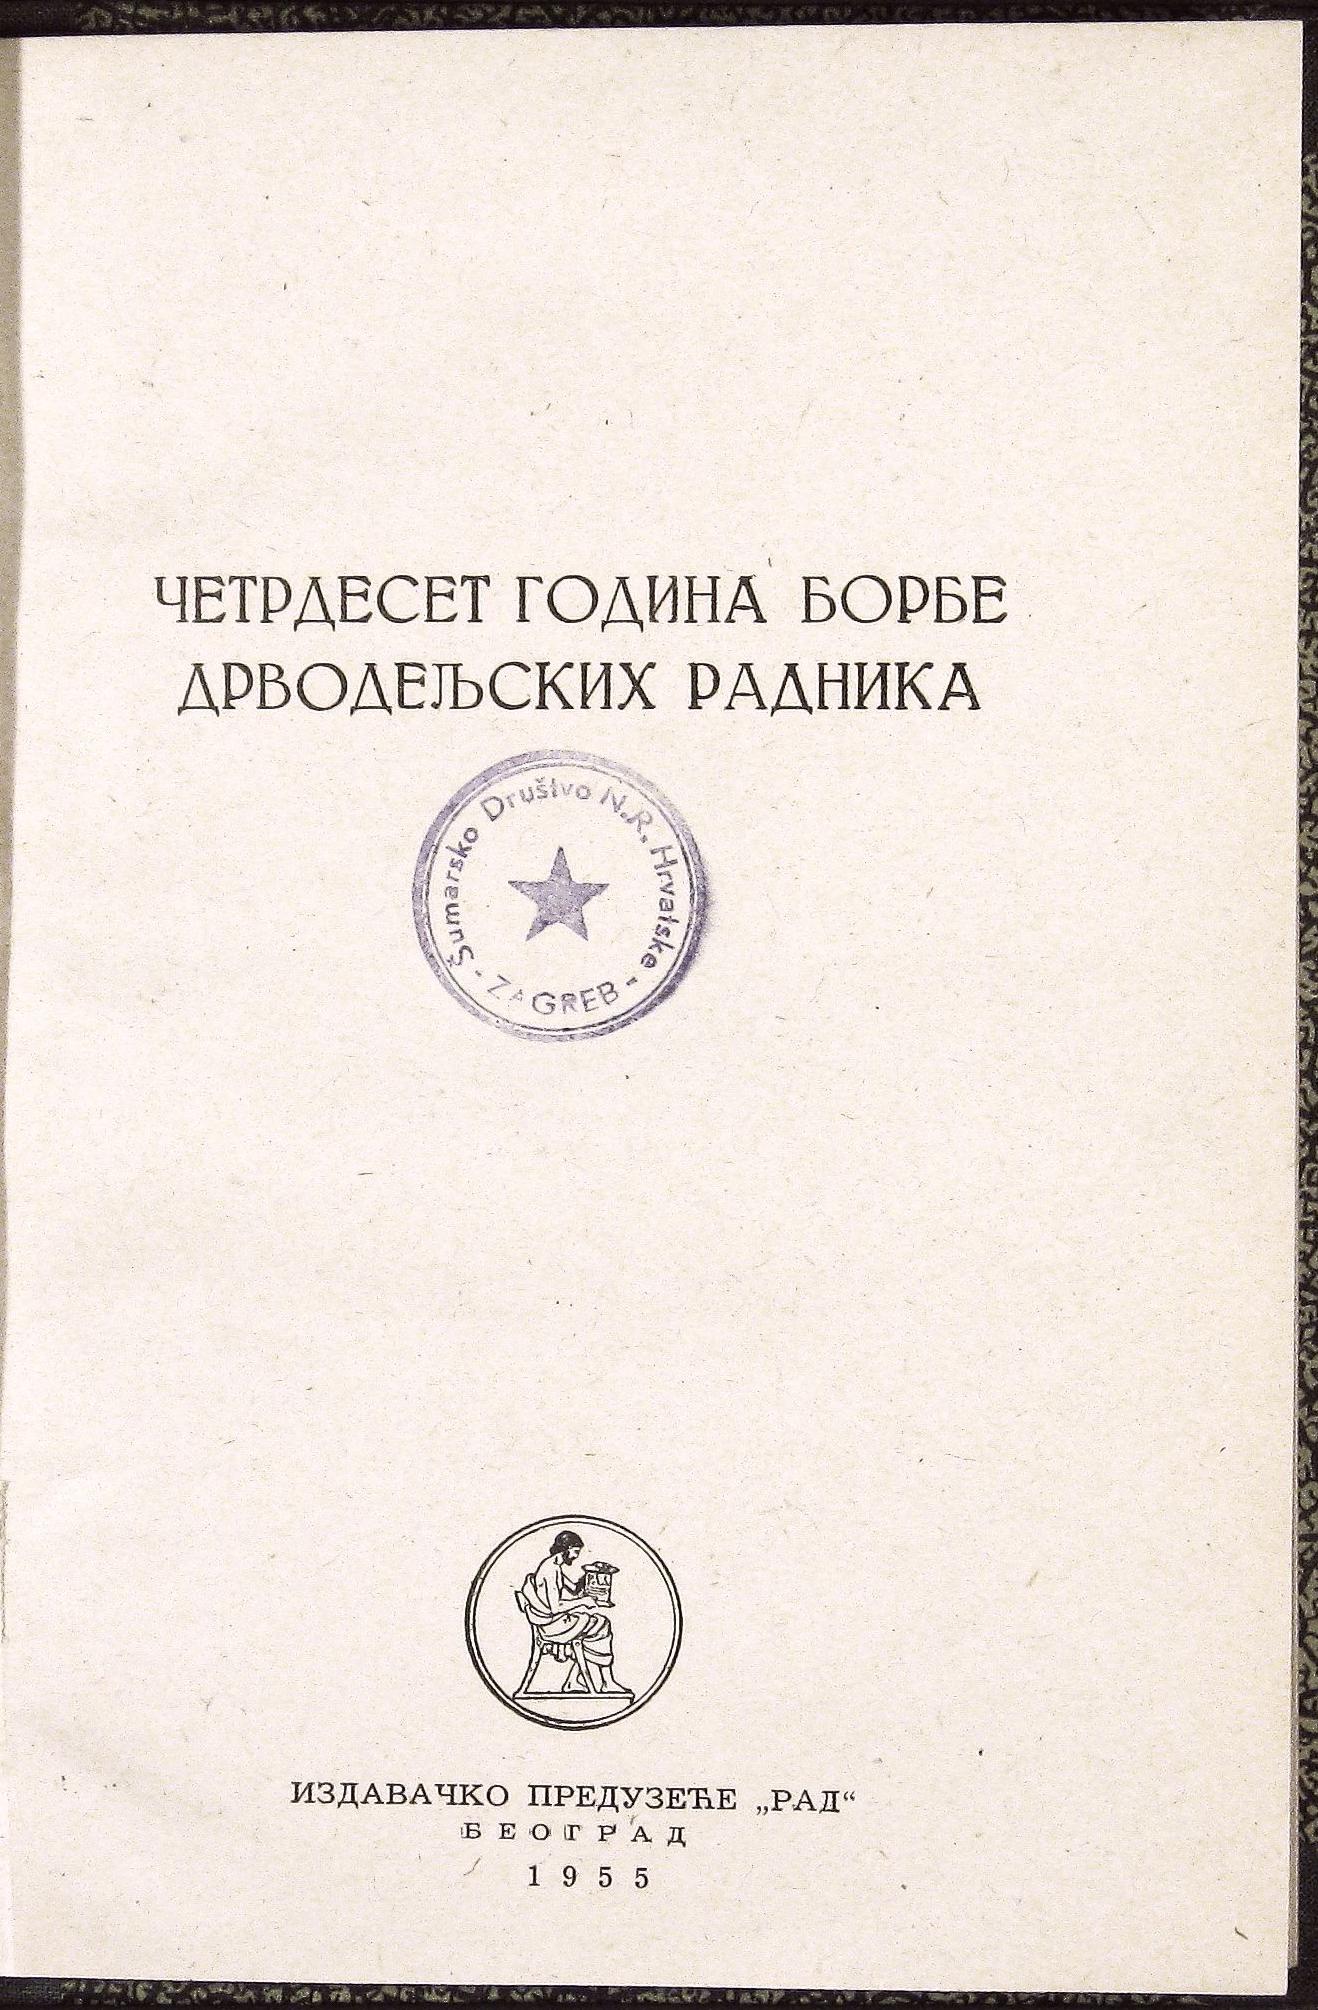 ЧЕТРДЕСЕТ ГОДИНА БОРБЕ
ДРВОДЕЉСКИХ РАДНИКА
Šumarsko Društvo N.R. Hrvatske
- ZAGREB -
ИЗДАВАЧКО ПРЕДУЗЕЋЕ „РАД“
БЕОГРАД
1955